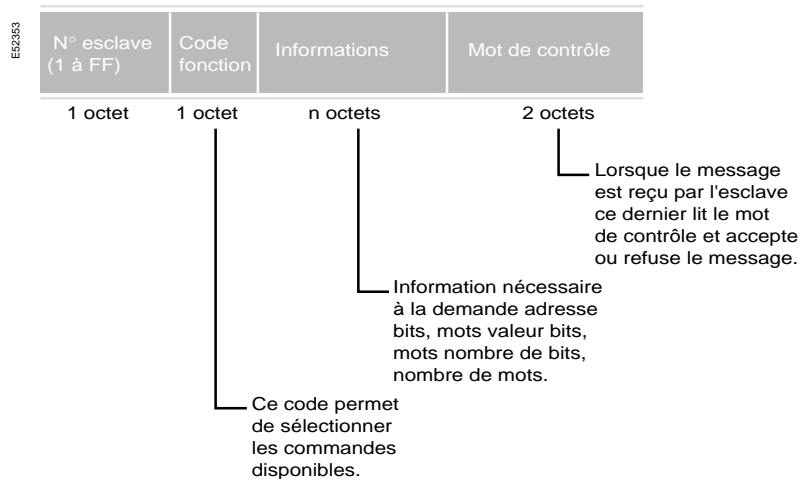 E52353
N° esclave
(1 à FF)
Code
fonction
Informations
Mot de contrôle
1 octet
1 octet
n octets
2 octets
Lorsque le message
est reçu par l'esclave
ce dernier lit le mot
de contrôle et accepte
ou refuse le message.
Information nécessaire
à la demande adresse
bits, mots valeur bits,
mots nombre de bits,
nombre de mots.
Ce code permet
de sélectionner
les commandes
disponibles.